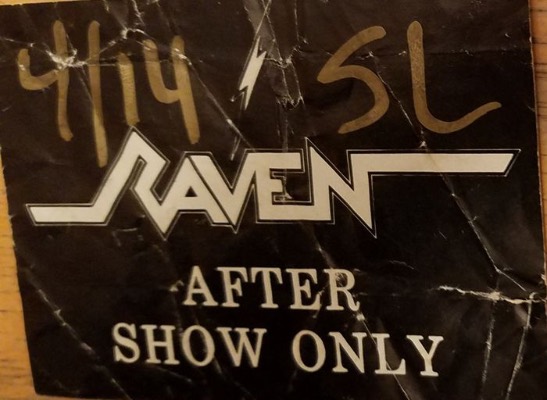 4/14 SL
RAVEN
AFTER
SHOW ONLY